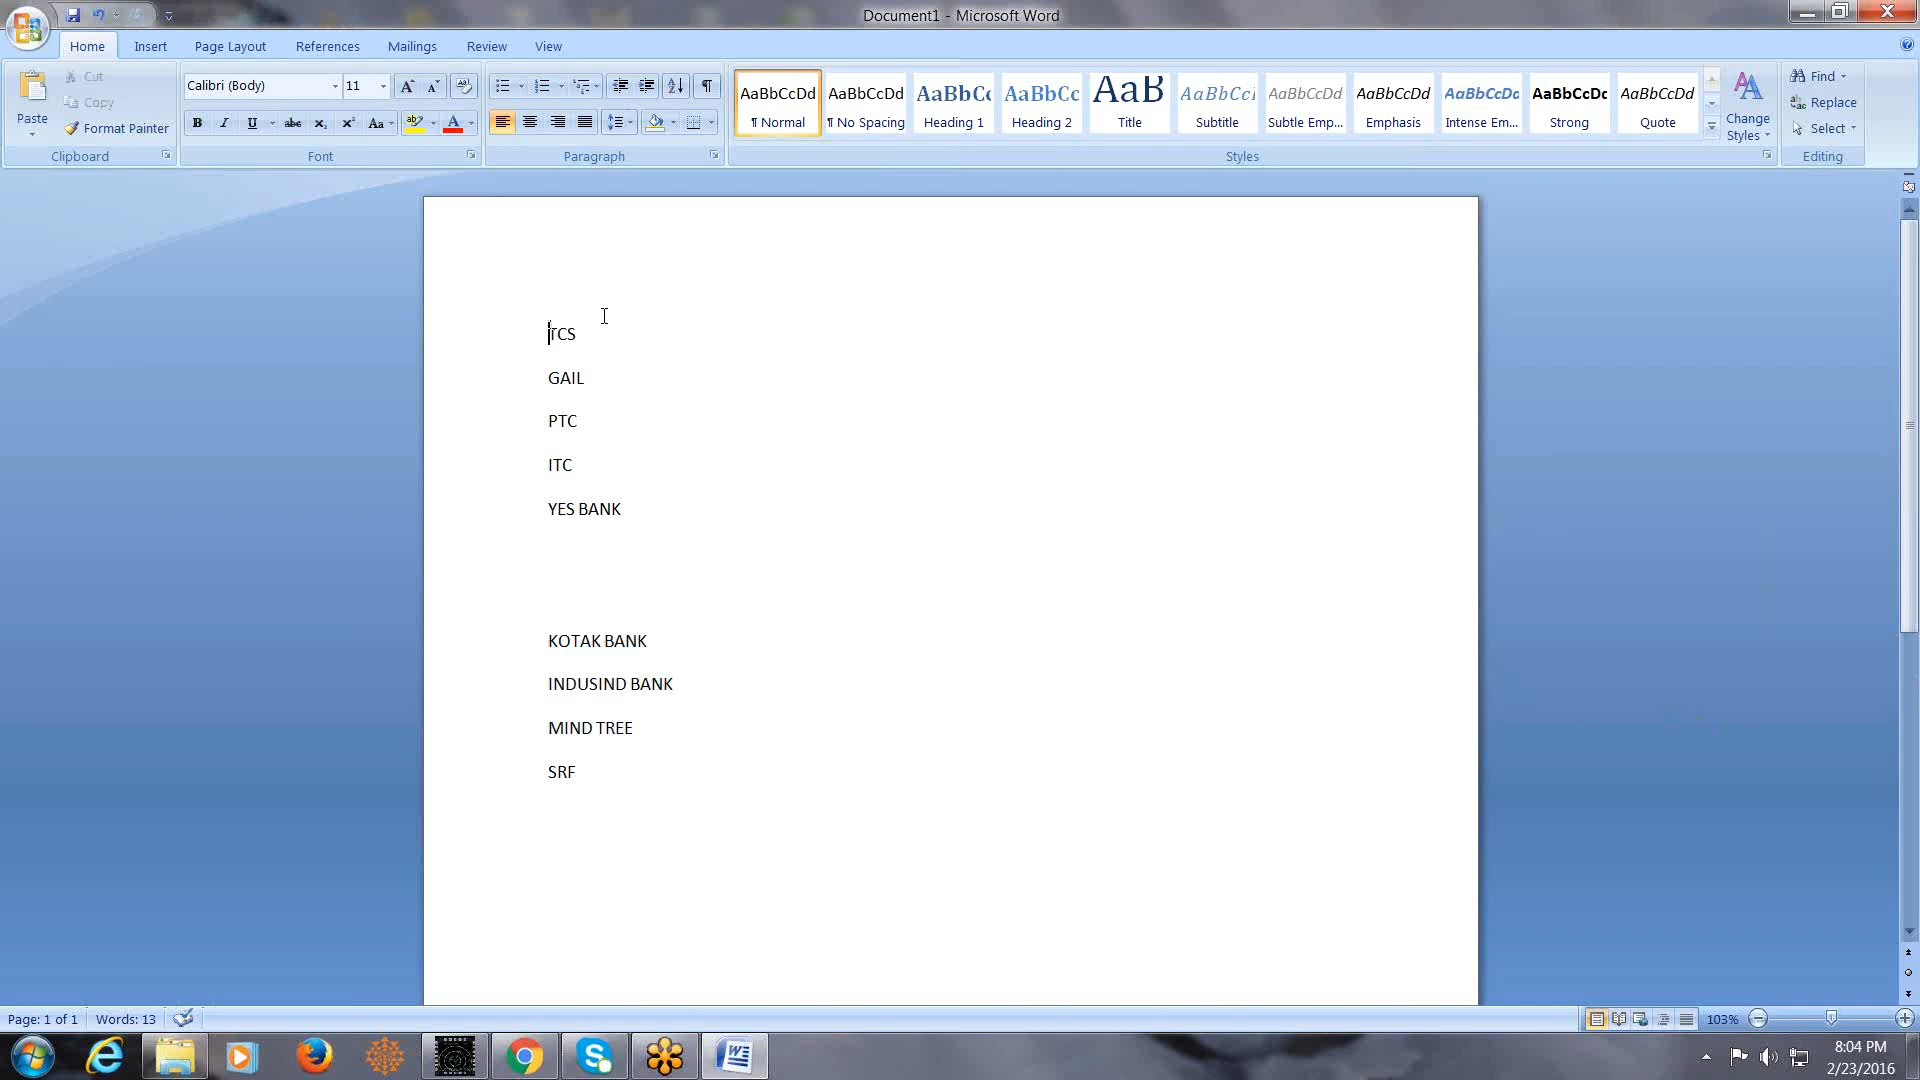 Document1 - Microsoft Word
Home Insert Page Layout References Mailings Review View
Paste
Cut
Copy
Format Painter
Clipboard
Calibri (Body) 11
B I U abc x₂ x² Aa
Font
Paragraph
AaBbCcDd AaBbCcDd AaBbCc AaBbCc AaB AaBbCcI AaBbCcDd AaBbCcDd AaBbCcDd AaBbCcDc AaBbCcDd
¶ Normal ¶ No Spacing Heading 1 Heading 2 Title Subtitle Subtle Emp... Emphasis Intense Em... Strong Quote
Change Styles
Styles
Find
Replace
Select
Editing
TCS
GAIL
PTC
ITC
YES BANK
KOTAK BANK
INDUSIND BANK
MIND TREE
SRF
Page: 1 of 1 Words: 13 103%
8:04 PM
2/23/2016